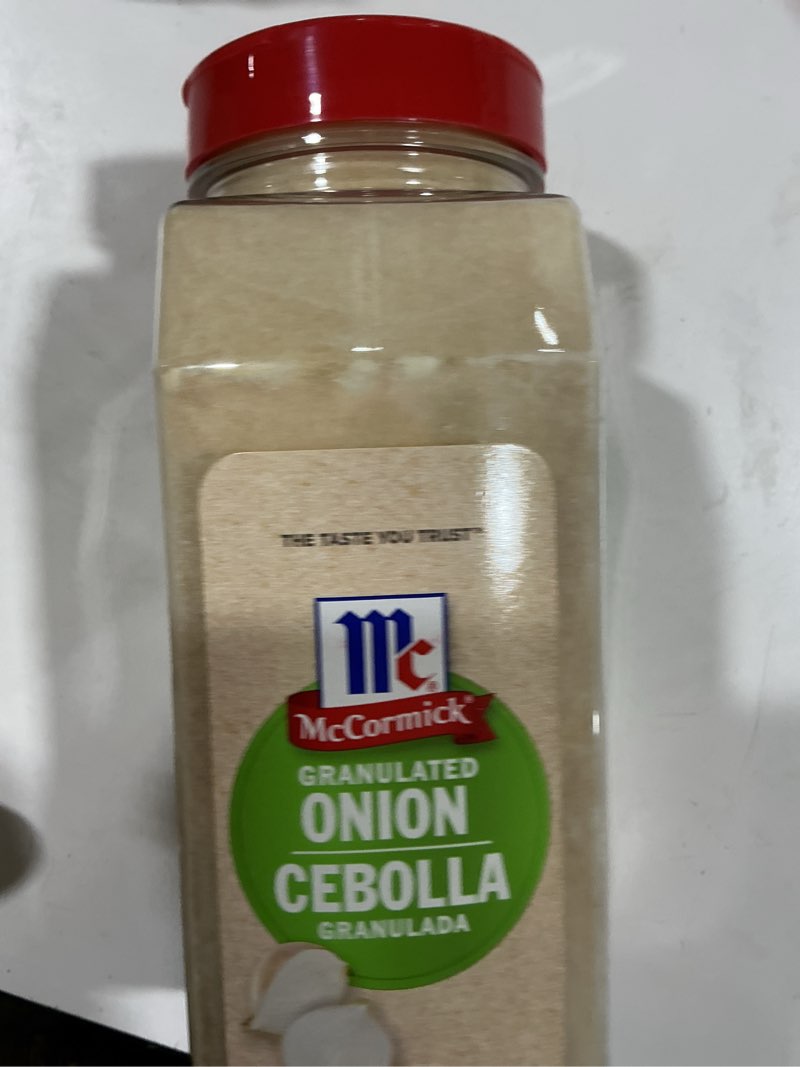 THE TASTE YOU TRUST™
Mc®
McCormick®
GRANULATED
ONION
CEBOLLA
GRANULADA